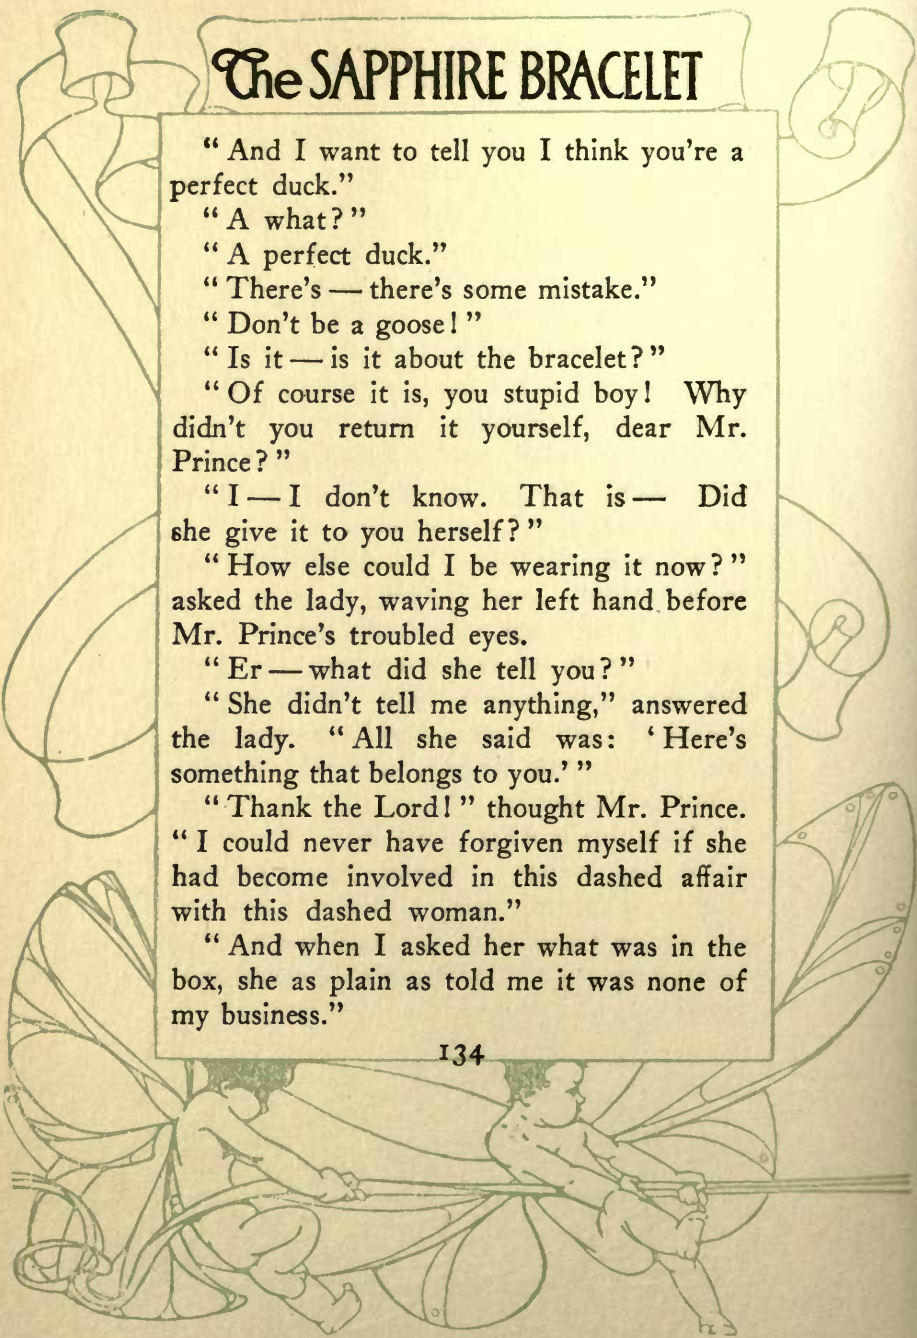 The SAPPHIRE BRACELET
“And I want to tell you I think you're a
perfect duck.”
“A what?”
“A perfect duck.”
“There's — there's some mistake.”
“Don't be a goose!”
“Is it — is it about the bracelet?”
“Of course it is, you stupid boy! Why
didn't you return it yourself, dear Mr.
Prince?”
“I — I don't know. That is — Did
she give it to you herself?”
“How else could I be wearing it now?”
asked the lady, waving her left hand before
Mr. Prince's troubled eyes.
“Er — what did she tell you?”
“She didn't tell me anything,” answered
the lady. “All she said was: ‘Here's
something that belongs to you.’”
“Thank the Lord!” thought Mr. Prince.
“I could never have forgiven myself if she
had become involved in this dashed affair
with this dashed woman.”
“And when I asked her what was in the
box, she as plain as told me it was none of
my business.”
134